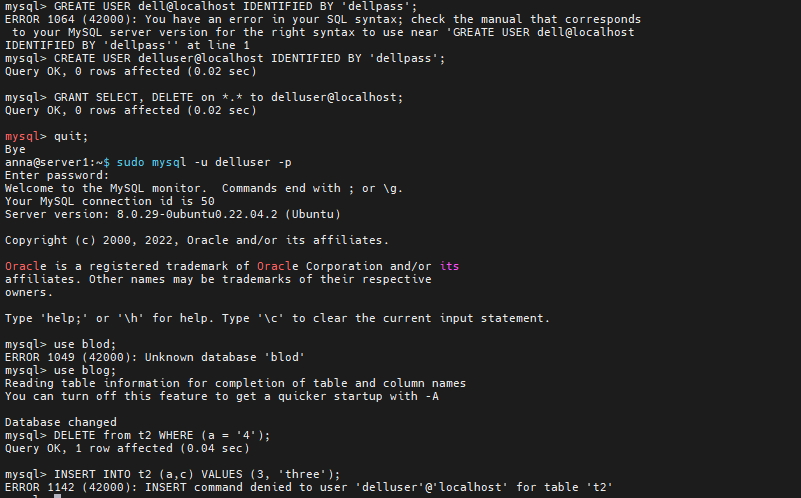 mysql> GREATE USER dell@localhost IDENTIFIED BY 'dellpass';
ERROR 1064 (42000): You have an error in your SQL syntax; check the manual that corresponds
to your MySQL server version for the right syntax to use near 'GREATE USER dell@localhost
IDENTIFIED BY 'dellpass'' at line 1
mysql> CREATE USER delluser@localhost IDENTIFIED BY 'dellpass';
Query OK, 0 rows affected (0.02 sec)
mysql> GRANT SELECT, DELETE on *.* to delluser@localhost;
Query OK, 0 rows affected (0.02 sec)
mysql> quit;
Bye
anna@server1:~$ sudo mysql -u delluser -p
Enter password:
Welcome to the MySQL monitor.  Commands end with ; or \g.
Your MySQL connection id is 50
Server version: 8.0.29-0ubuntu0.22.04.2 (Ubuntu)
Copyright (c) 2000, 2022, Oracle and/or its affiliates.
Oracle is a registered trademark of Oracle Corporation and/or its
affiliates. Other names may be trademarks of their respective
owners.
Type 'help;' or '\h' for help. Type '\c' to clear the current input statement.
mysql> use blod;
ERROR 1049 (42000): Unknown database 'blod'
mysql> use blog;
Reading table information for completion of table and column names
You can turn off this feature to get a quicker startup with -A
Database changed
mysql> DELETE from t2 WHERE (a = '4');
Query OK, 1 row affected (0.04 sec)
mysql> INSERT INTO t2 (a,c) VALUES (3, 'three');
ERROR 1142 (42000): INSERT command denied to user 'delluser'@'localhost' for table 't2'